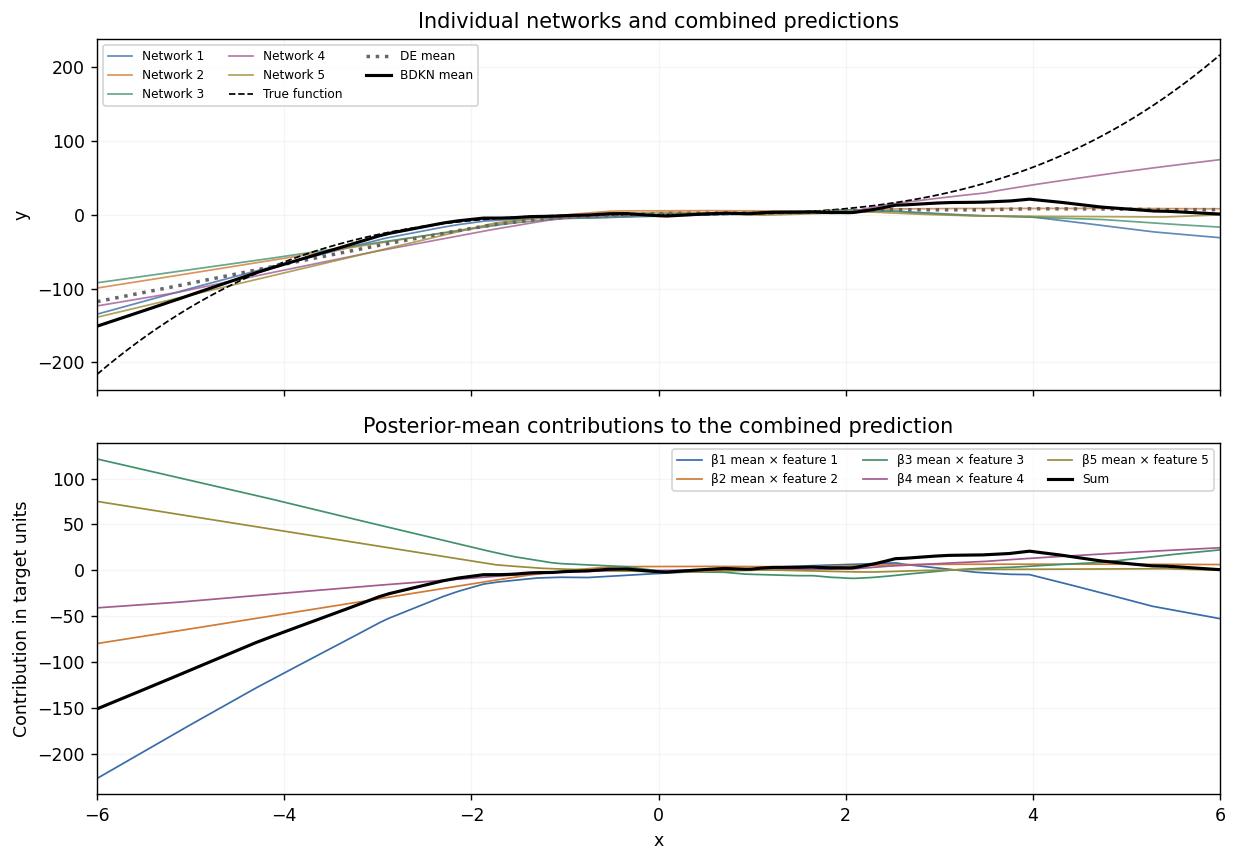 Individual networks and combined predictions
Network 1 Network 4 DE mean
Network 2 Network 5 BDKN mean
Network 3 True function
200
100
0
−100
−200
y
Posterior-mean contributions to the combined prediction
β1 mean × feature 1 β3 mean × feature 3 β5 mean × feature 5
β2 mean × feature 2 β4 mean × feature 4 Sum
100
50
0
−50
−100
−150
−200
Contribution in target units
−6 −4 −2 0 2 4 6
x